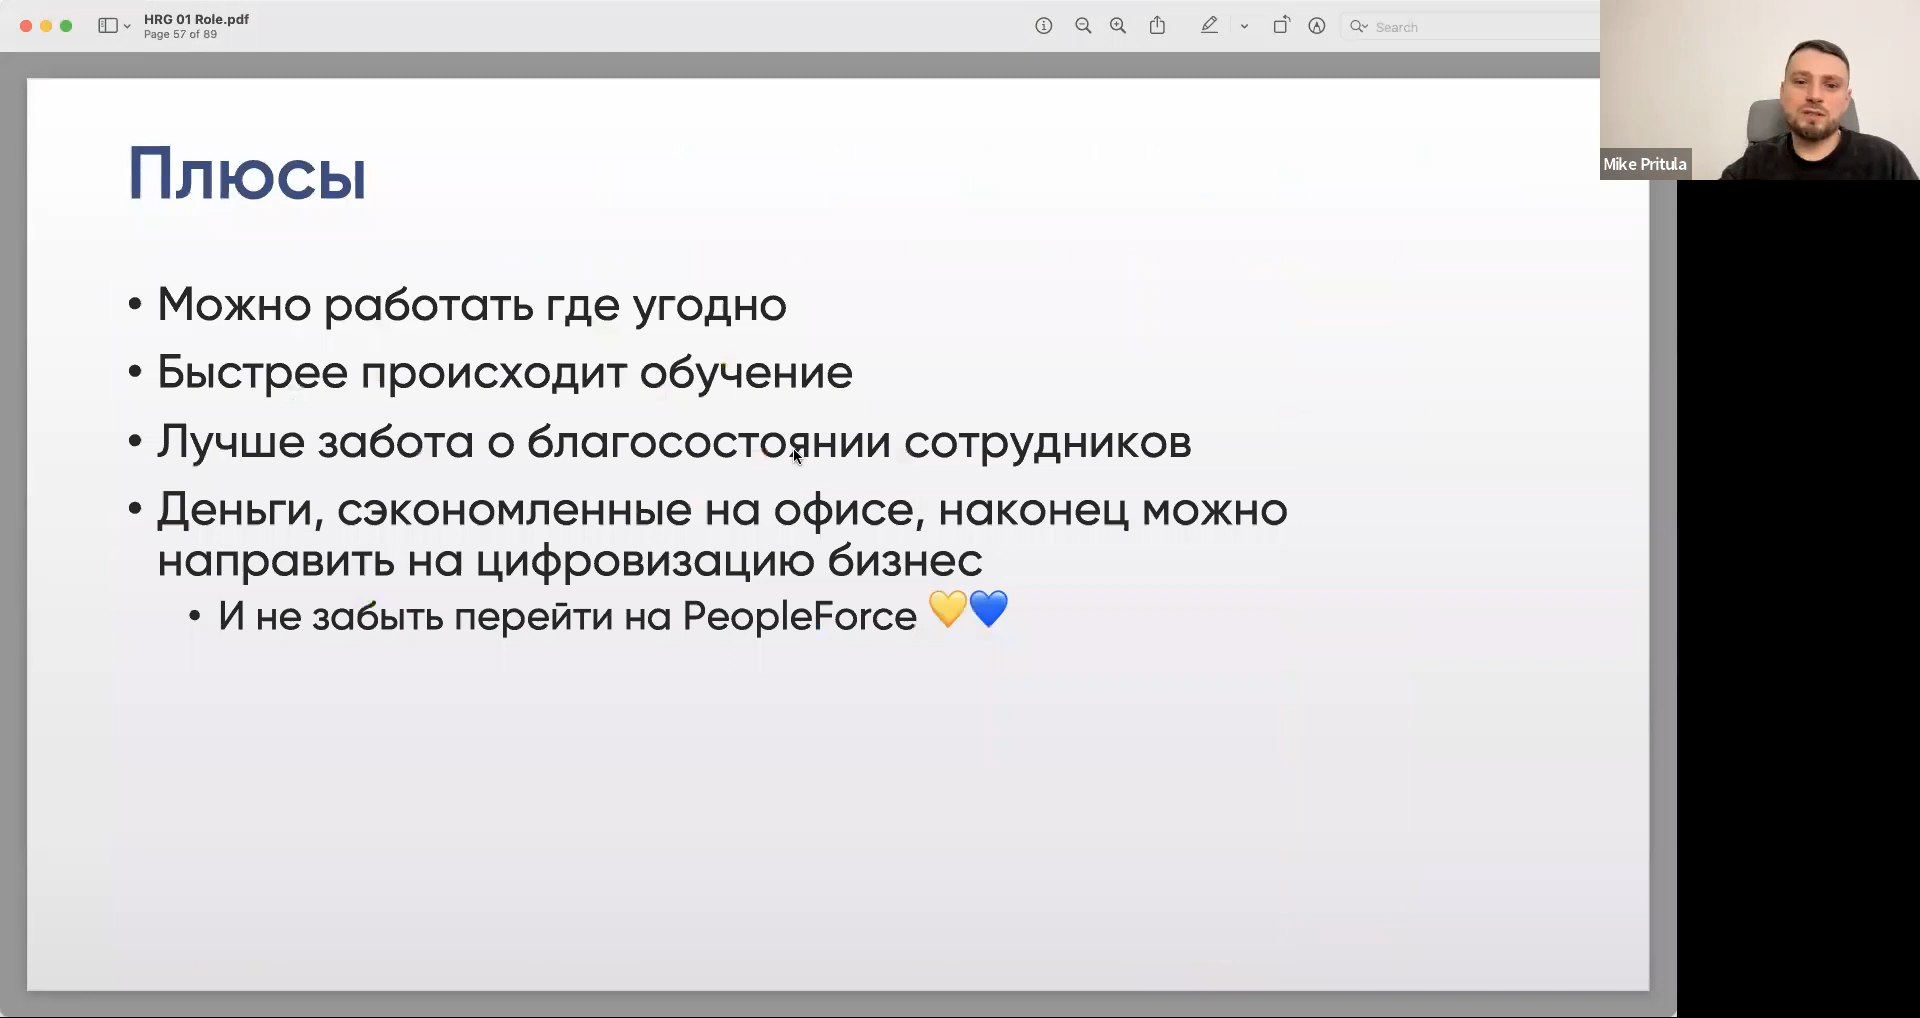 HRG 01 Role.pdf
Page 57 of 89
Search
Mike Pritula
Плюсы
• Можно работать где угодно
• Быстрее происходит обучение
• Лучше забота о благосостоянии сотрудников
• Деньги, сэкономленные на офисе, наконец можно
направить на цифровизацию бизнес
• И не забыть перейти на PeopleForce 💛💙